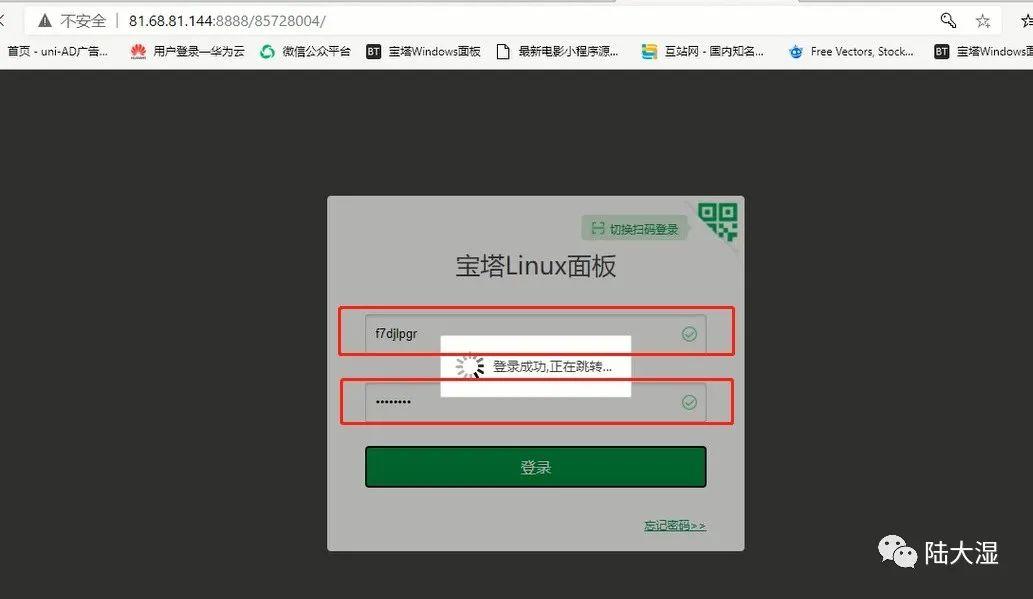 不安全 | 81.68.81.144:8888/85728004/
首页 - uni-AD广告... 用户登录—华为云 微信公众平台 BT 宝塔Windows面板 最新电影小程序源... 互站网 - 国内知名... Free Vectors, Stock... BT 宝塔Windows面
切换扫码登录
宝塔Linux面板
f7djlpgr
登录成功,正在跳转...
••••••••
登录
忘记密码>>
陆大湿